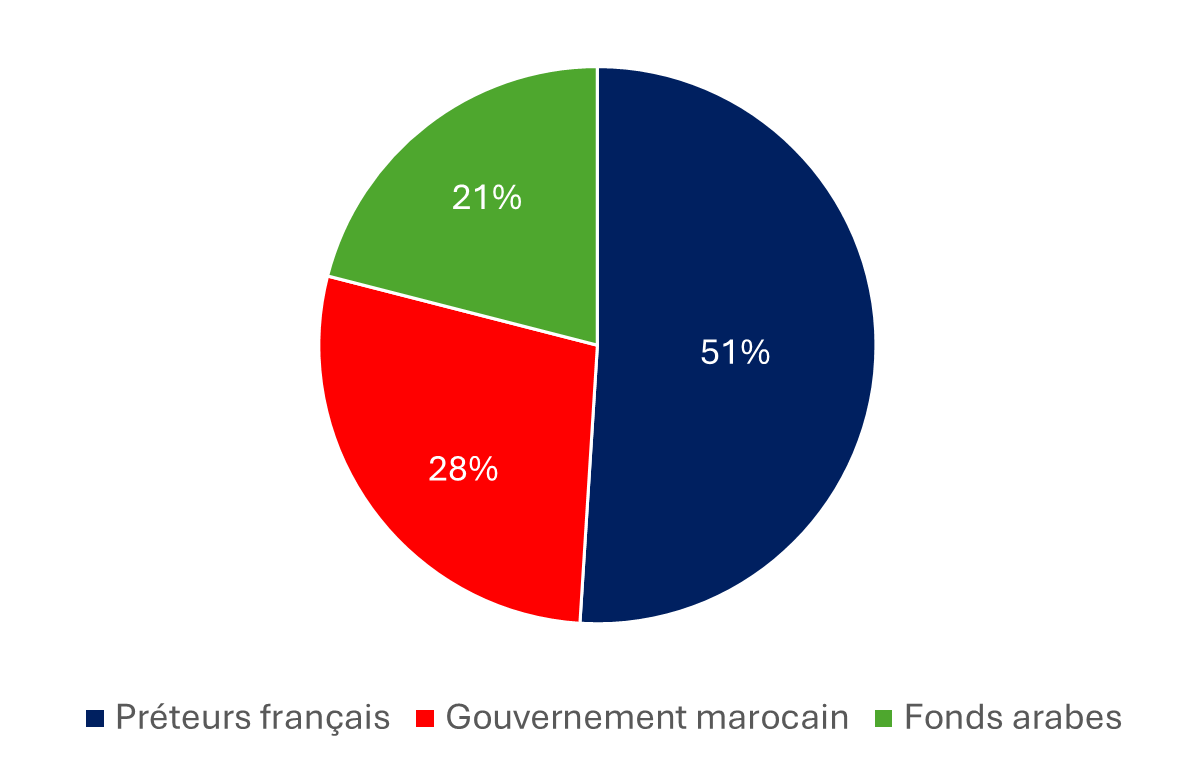 21%
51%
28%
Préteurs français Gouvernement marocain Fonds arabes